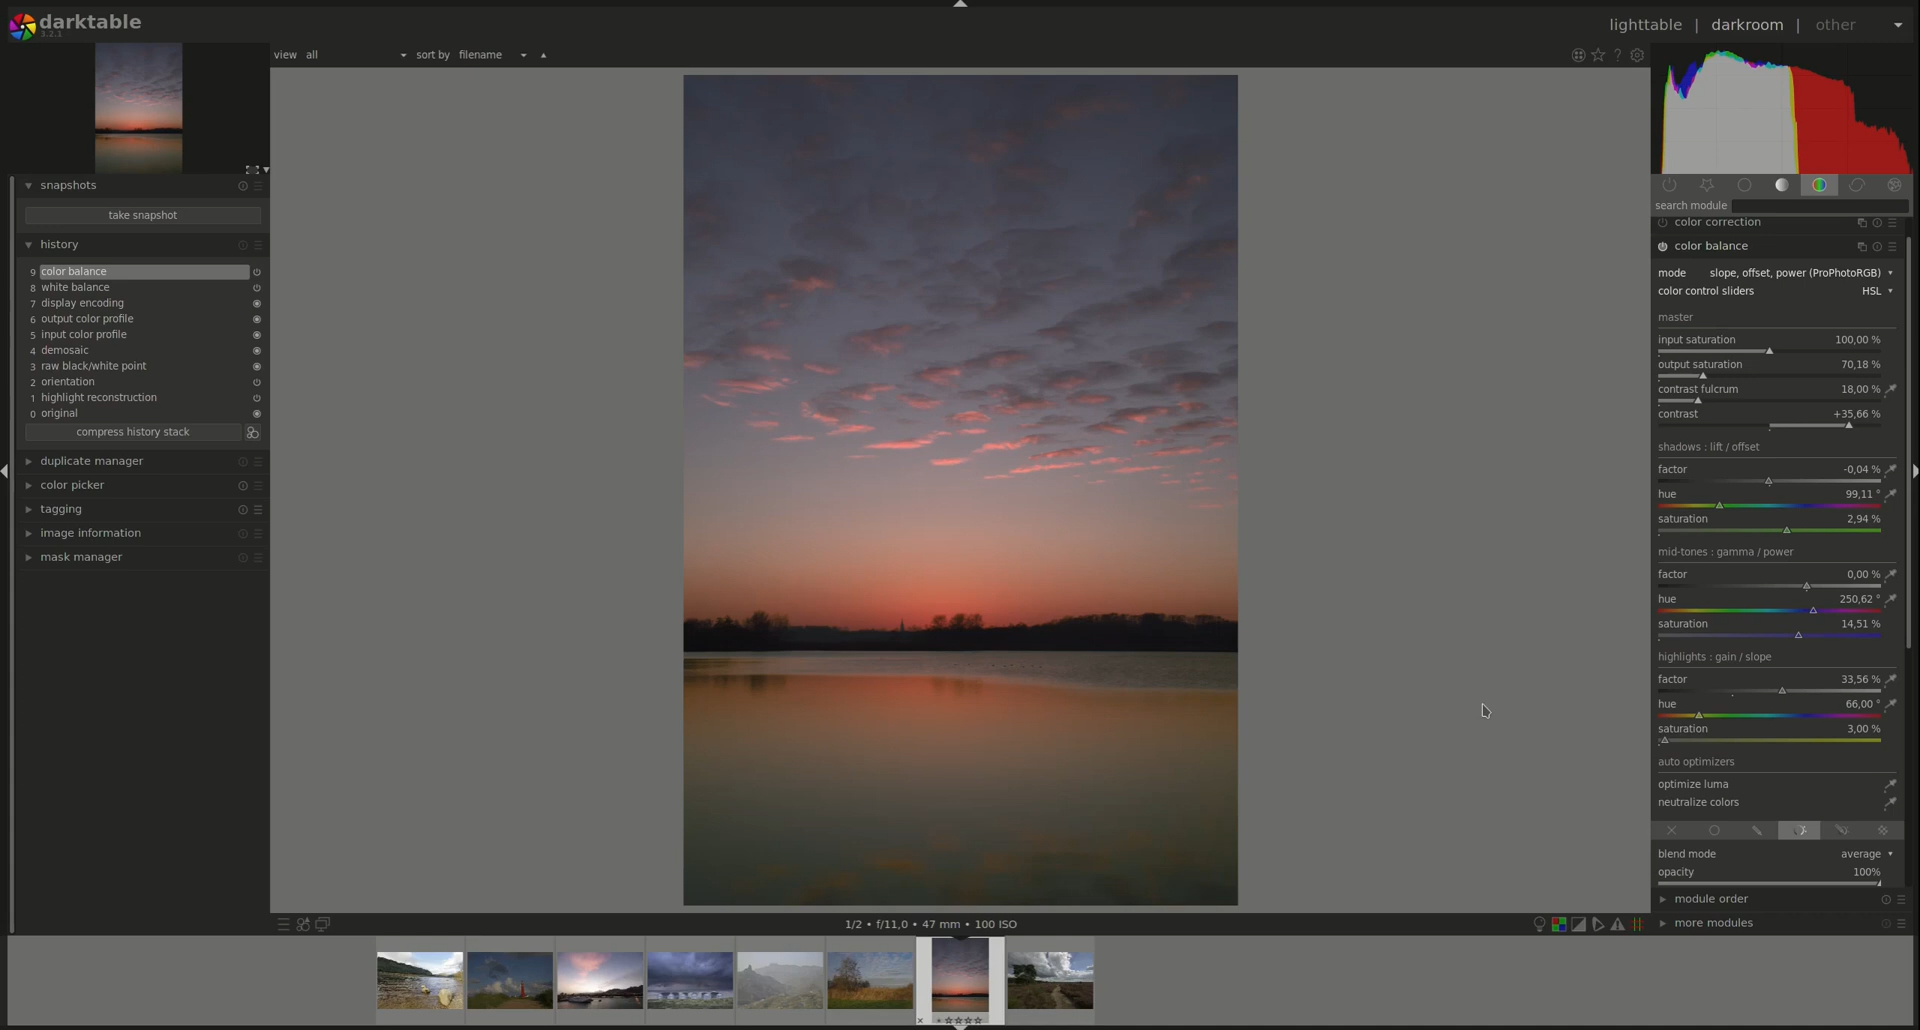 darktable
3.2.1
lighttable | darkroom | other
view all sort by filename
snapshots
take snapshot
history
9 color balance
8 white balance
7 display encoding
6 output color profile
5 input color profile
4 demosaic
3 raw black/white point
2 orientation
1 highlight reconstruction
0 original
compress history stack
duplicate manager
color picker
tagging
image information
mask manager
1/2 • f/11,0 • 47 mm • 100 ISO
search module
color correction
color balance
mode slope, offset, power (ProPhotoRGB)
color control sliders HSL
master
input saturation 100,00 %
output saturation 70,18 %
contrast fulcrum 18,00 %
contrast +35,66 %
shadows : lift / offset
factor -0,04 %
hue 99,11 °
saturation 2,94 %
mid-tones : gamma / power
factor 0,00 %
hue 250,62 °
saturation 14,51 %
highlights : gain / slope
factor 33,56 %
hue 66,00 °
saturation 3,00 %
auto optimizers
optimize luma
neutralize colors
blend mode average
opacity 100%
module order
more modules